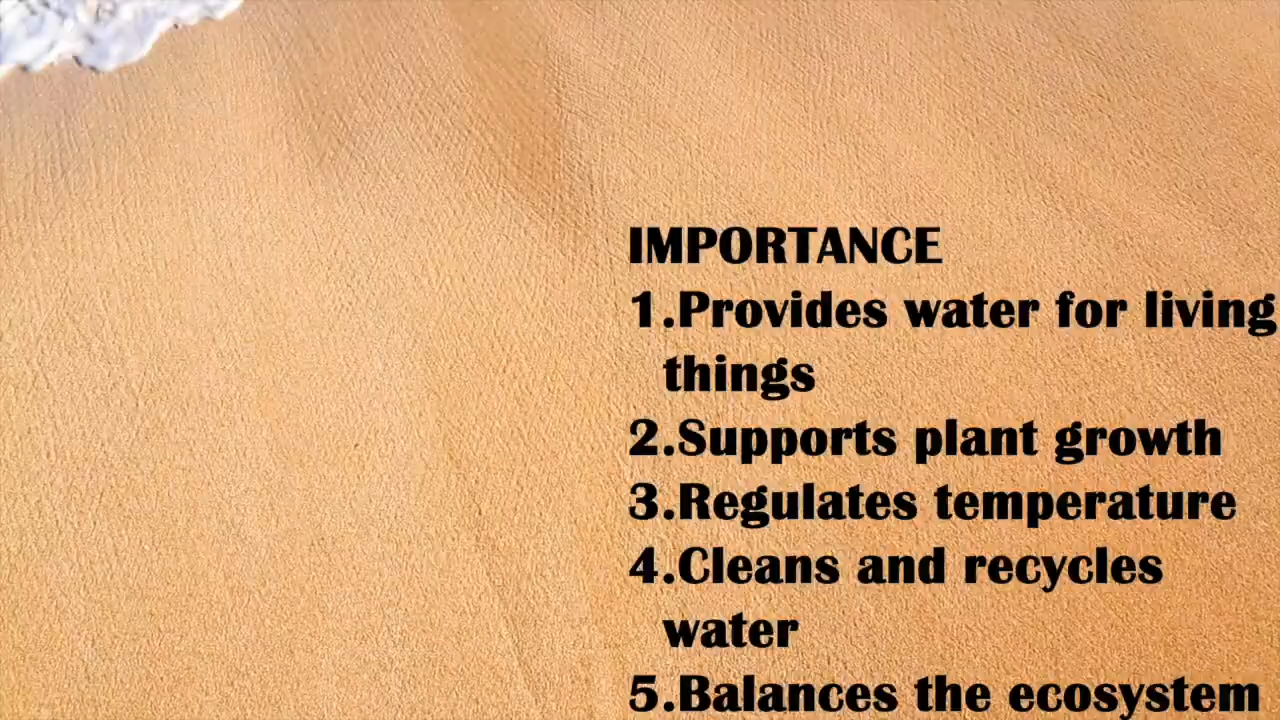 IMPORTANCE
1.Provides water for living
things
2.Supports plant growth
3.Regulates temperature
4.Cleans and recycles
water
5.Balances the ecosystem